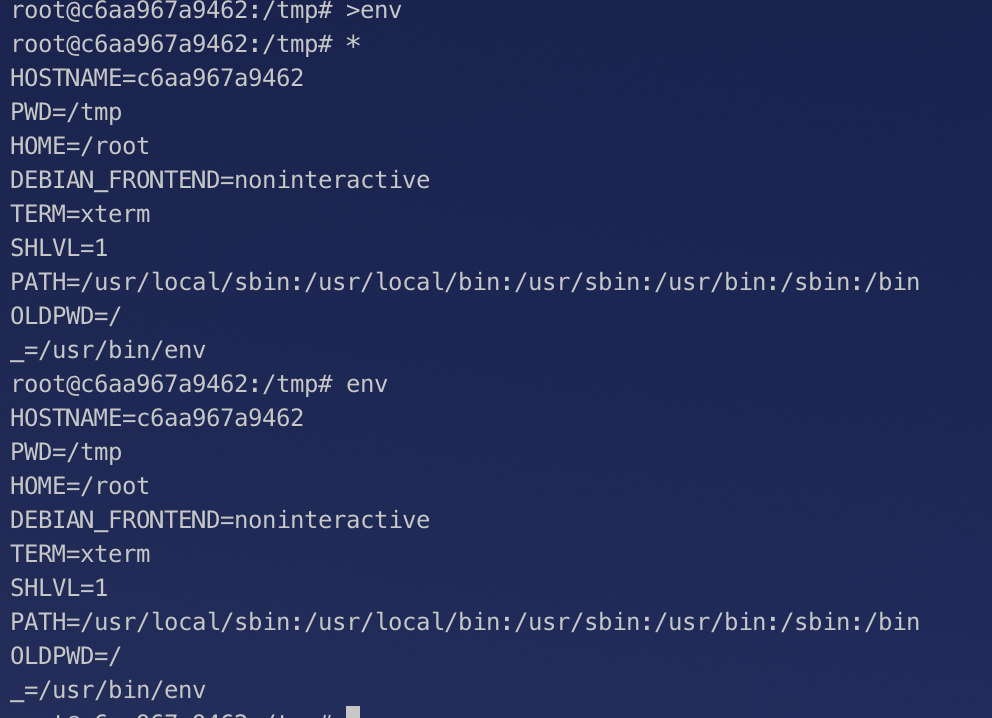 root@c6aa967a9462:/tmp# >env
root@c6aa967a9462:/tmp# *
HOSTNAME=c6aa967a9462
PWD=/tmp
HOME=/root
DEBIAN_FRONTEND=noninteractive
TERM=xterm
SHLVL=1
PATH=/usr/local/sbin:/usr/local/bin:/usr/sbin:/usr/bin:/sbin:/bin
OLDPWD=/
_=/usr/bin/env
root@c6aa967a9462:/tmp# env
HOSTNAME=c6aa967a9462
PWD=/tmp
HOME=/root
DEBIAN_FRONTEND=noninteractive
TERM=xterm
SHLVL=1
PATH=/usr/local/sbin:/usr/local/bin:/usr/sbin:/usr/bin:/sbin:/bin
OLDPWD=/
_=/usr/bin/env